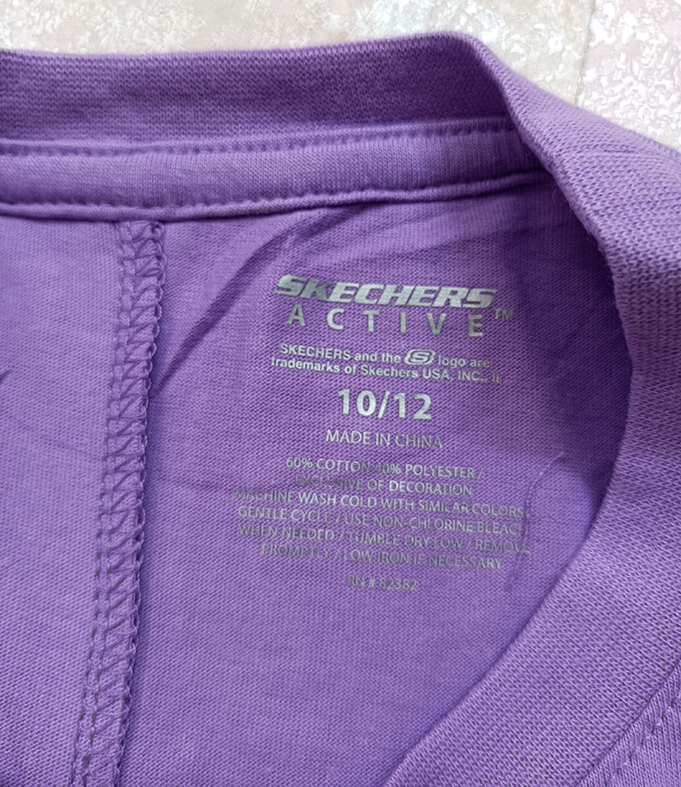 SKECHERS
ACTIVE™
SKECHERS and the S logo are
trademarks of Skechers USA, INC., II
10/12
MADE IN CHINA
60% COTTON 40% POLYESTER /
EXCLUSIVE OF DECORATION
MACHINE WASH COLD WITH SIMILAR COLORS
GENTLE CYCLE / USE NON-CHLORINE BLEACH
WHEN NEEDED / TUMBLE DRY LOW / REMOVE
PROMPTLY / LOW IRON IF NECESSARY
RN # 62382